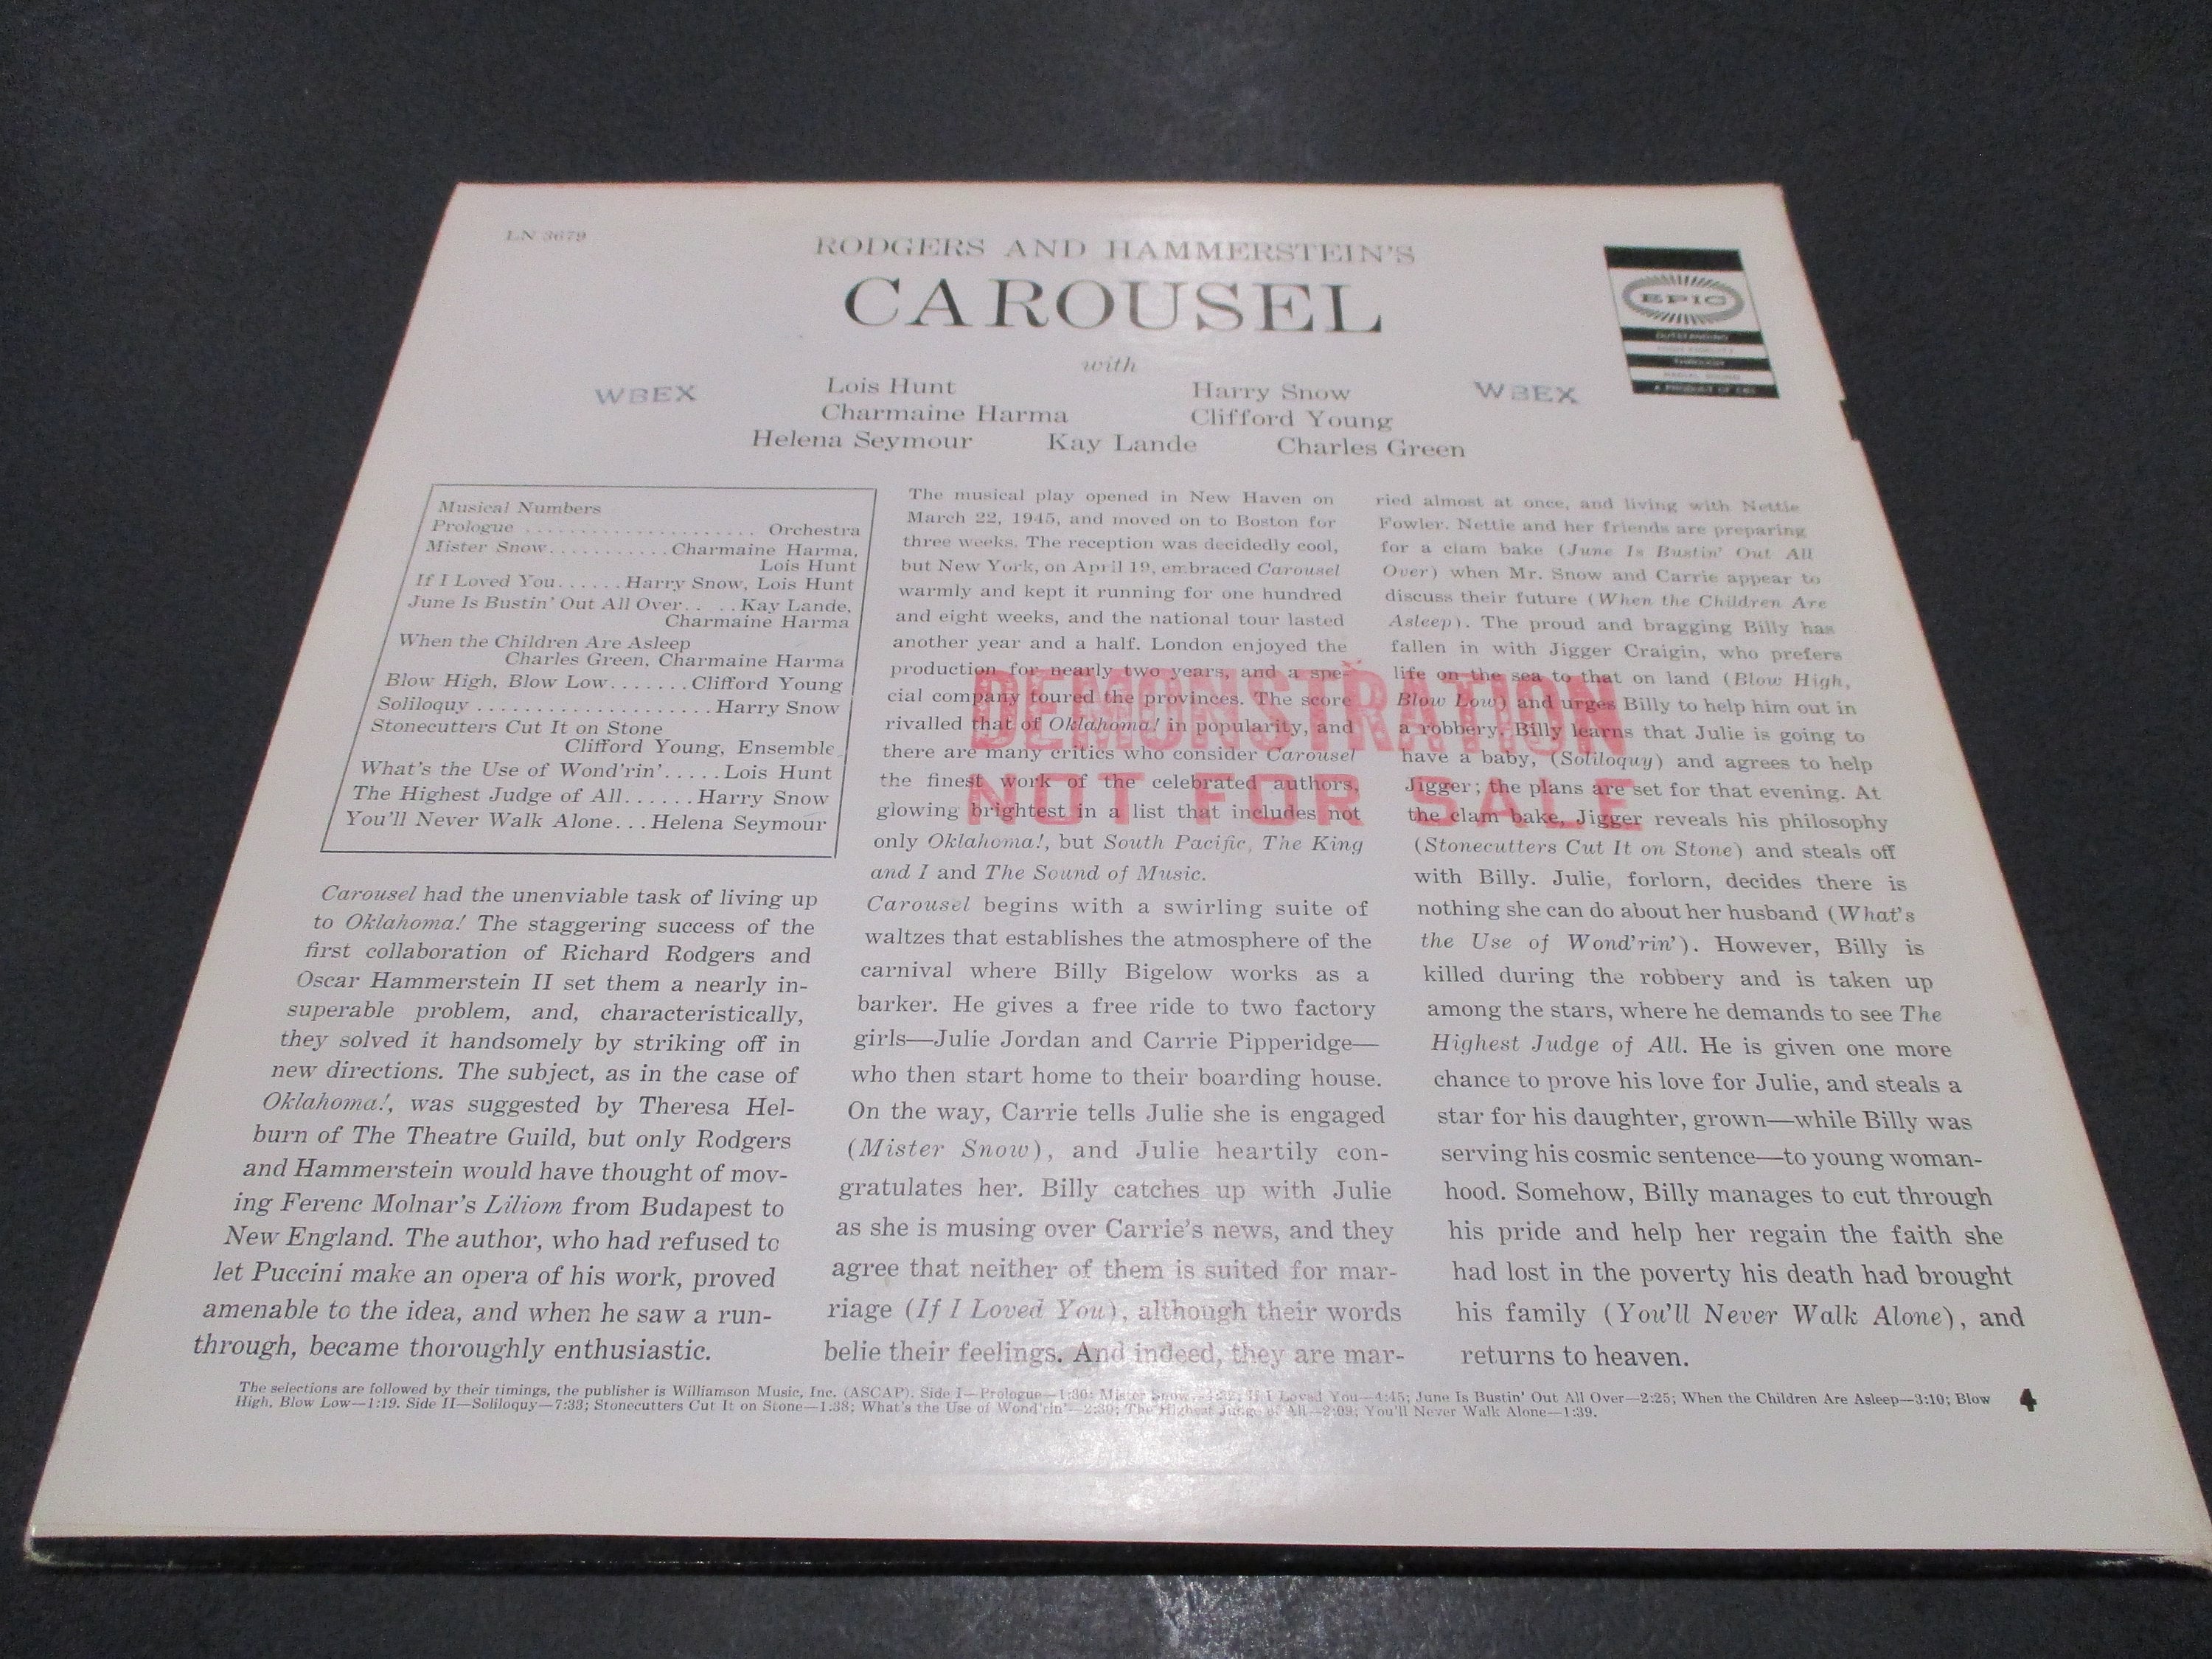 LN 3679
RODGERS AND HAMMERSTEIN'S
CAROUSEL
with
Lois Hunt Harry Snow
Charmaine Harma Clifford Young
Helena Seymour Kay Lande Charles Green
WBEX
WBEX
EPIC
OUTSTANDING
HIGH FIDELITY
THROUGH
RADIAL SOUND
A PRODUCT OF CBS
Musical Numbers
Prologue .................... Orchestra
Mister Snow...........Charmaine Harma,
Lois Hunt
If I Loved You......Harry Snow, Lois Hunt
June Is Bustin' Out All Over.. ..Kay Lande,
Charmaine Harma
When the Children Are Asleep
Charles Green, Charmaine Harma
Blow High, Blow Low.......Clifford Young
Soliloquy .....................Harry Snow
Stonecutters Cut It on Stone
Clifford Young, Ensemble
What's the Use of Wond'rin'.....Lois Hunt
The Highest Judge of All......Harry Snow
You'll Never Walk Alone...Helena Seymour
Carousel had the unenviable task of living up
to Oklahoma! The staggering success of the
first collaboration of Richard Rodgers and
Oscar Hammerstein II set them a nearly in-
superable problem, and, characteristically,
they solved it handsomely by striking off in
new directions. The subject, as in the case of
Oklahoma!, was suggested by Theresa Hel-
burn of The Theatre Guild, but only Rodgers
and Hammerstein would have thought of mov-
ing Ferenc Molnar's Liliom from Budapest to
New England. The author, who had refused to
let Puccini make an opera of his work, proved
amenable to the idea, and when he saw a run-
through, became thoroughly enthusiastic.
The musical play opened in New Haven on
March 22, 1945, and moved on to Boston for
three weeks. The reception was decidedly cool,
but New York, on April 19, embraced Carousel
warmly and kept it running for one hundred
and eight weeks, and the national tour lasted
another year and a half. London enjoyed the
production for nearly two years, and a spe-
cial company toured the provinces. The score
rivalled that of Oklahoma! in popularity, and
there are many critics who consider Carousel
the finest work of the celebrated authors,
glowing brightest in a list that includes not
only Oklahoma!, but South Pacific, The King
and I and The Sound of Music.
Carousel begins with a swirling suite of
waltzes that establishes the atmosphere of the
carnival where Billy Bigelow works as a
barker. He gives a free ride to two factory
girls—Julie Jordan and Carrie Pipperidge—
who then start home to their boarding house.
On the way, Carrie tells Julie she is engaged
(Mister Snow), and Julie heartily con-
gratulates her. Billy catches up with Julie
as she is musing over Carrie's news, and they
agree that neither of them is suited for mar-
riage (If I Loved You), although their words
belie their feelings. And indeed, they are mar-
ried almost at once, and living with Nettie
Fowler. Nettie and her friends are preparing
for a clam bake (June Is Bustin' Out All
Over) when Mr. Snow and Carrie appear to
discuss their future (When the Children Are
Asleep). The proud and bragging Billy has
fallen in with Jigger Craigin, who prefers
life on the sea to that on land (Blow High,
Blow Low) and urges Billy to help him out in
a robbery. Billy learns that Julie is going to
have a baby, (Soliloquy) and agrees to help
Jigger; the plans are set for that evening. At
the clam bake, Jigger reveals his philosophy
(Stonecutters Cut It on Stone) and steals off
with Billy. Julie, forlorn, decides there is
nothing she can do about her husband (What's
the Use of Wond'rin'). However, Billy is
killed during the robbery and is taken up
among the stars, where he demands to see The
Highest Judge of All. He is given one more
chance to prove his love for Julie, and steals a
star for his daughter, grown—while Billy was
serving his cosmic sentence—to young woman-
hood. Somehow, Billy manages to cut through
his pride and help her regain the faith she
had lost in the poverty his death had brought
his family (You'll Never Walk Alone), and
returns to heaven.
DEMONSTRATION
NOT FOR SALE
The selections are followed by their timings, the publisher is Williamson Music, Inc. (ASCAP). Side I—Prologue—1:30; Mister Snow— If I Loved You—4:45; June Is Bustin' Out All Over—2:25; When the Children Are Asleep—3:10; Blow
High, Blow Low—1:19. Side II—Soliloquy—7:33; Stonecutters Cut It on Stone—1:38; What's the Use of Wond'rin'—2:30; The Highest Judge of All—2:09; You'll Never Walk Alone—1:39.
4